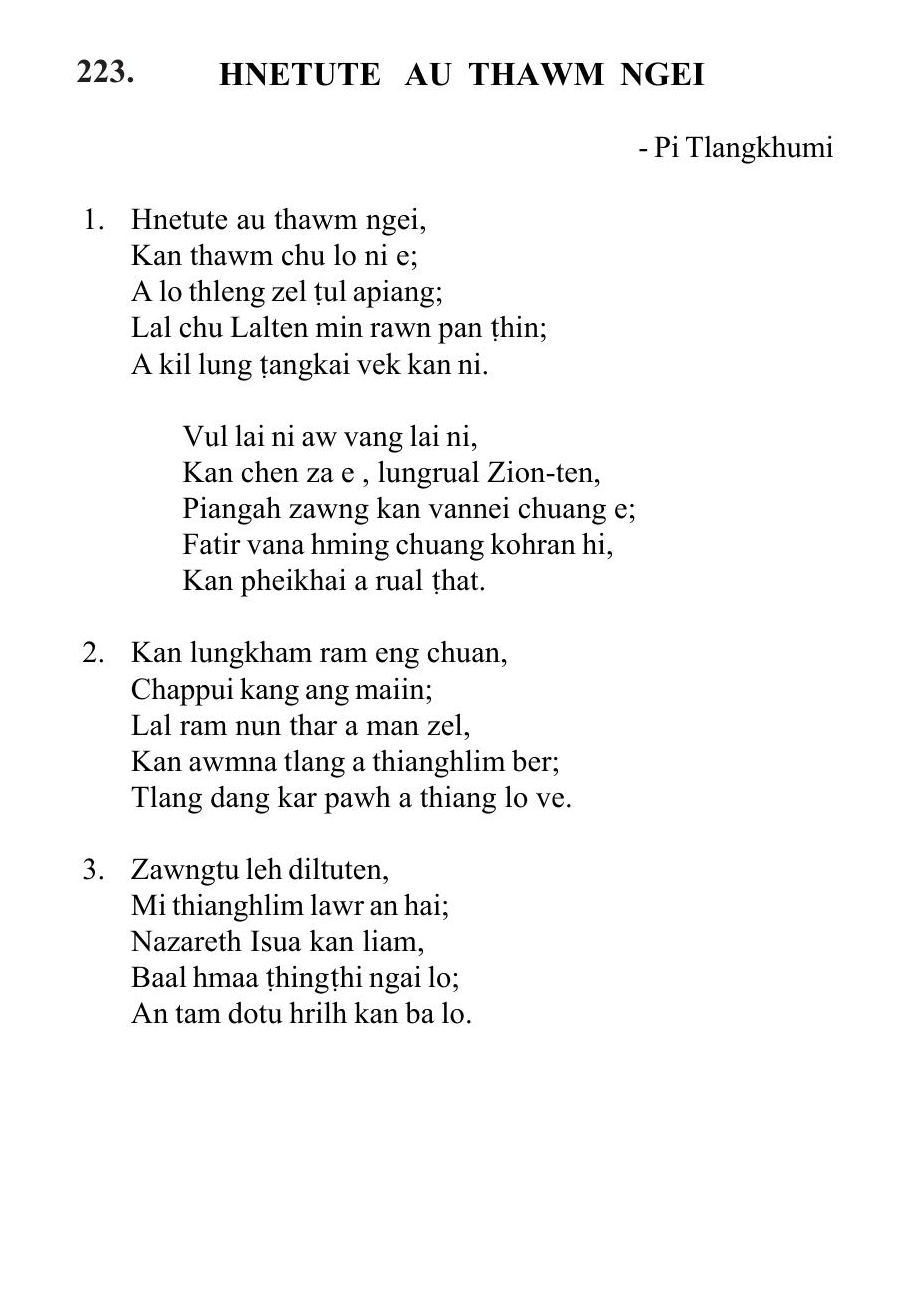 223. HNETUTE AU THAWM NGEI
- Pi Tlangkhumi
1. Hnetute au thawm ngei,
Kan thawm chu lo ni e;
A lo thleng zel ṭul apiang;
Lal chu Lalten min rawn pan ṭhin;
A kil lung ṭangkai vek kan ni.
Vul lai ni aw vang lai ni,
Kan chen za e , lungrual Zion-ten,
Piangah zawng kan vannei chuang e;
Fatir vana hming chuang kohran hi,
Kan pheikhai a rual ṭhat.
2. Kan lungkham ram eng chuan,
Chappui kang ang maiin;
Lal ram nun thar a man zel,
Kan awmna tlang a thianghlim ber;
Tlang dang kar pawh a thiang lo ve.
3. Zawngtu leh diltuten,
Mi thianghlim lawr an hai;
Nazareth Isua kan liam,
Baal hmaa ṭhingṭhi ngai lo;
An tam dotu hrilh kan ba lo.